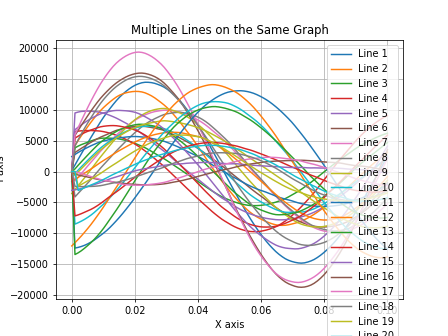 Multiple Lines on the Same Graph
20000
15000
10000
5000
0
−5000
−10000
−15000
−20000
0.00
0.02
0.04
0.06
0.08
X axis
Line 1
Line 2
Line 3
Line 4
Line 5
Line 6
Line 7
Line 8
Line 9
Line 10
Line 11
Line 12
Line 13
Line 14
Line 15
Line 16
Line 17
Line 18
Line 19
Line 20